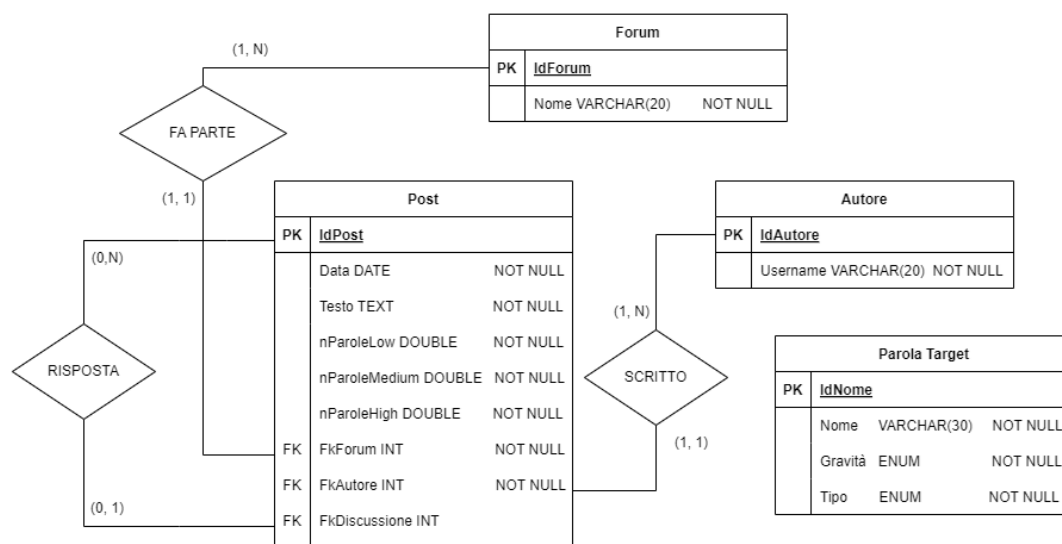 Forum
(1, N)
PK IdForum
Nome VARCHAR(20) NOT NULL
FA PARTE
(1, 1)
Post
PK IdPost
Data DATE NOT NULL
Testo TEXT NOT NULL
nParoleLow DOUBLE NOT NULL
nParoleMedium DOUBLE NOT NULL
nParoleHigh DOUBLE NOT NULL
FK FkForum INT NOT NULL
FK FkAutore INT NOT NULL
FK FkDiscussione INT
(0,N)
RISPOSTA
(0, 1)
Autore
PK IdAutore
Username VARCHAR(20) NOT NULL
(1, N)
SCRITTO
(1, 1)
Parola Target
PK IdNome
Nome VARCHAR(30) NOT NULL
Gravità ENUM NOT NULL
Tipo ENUM NOT NULL